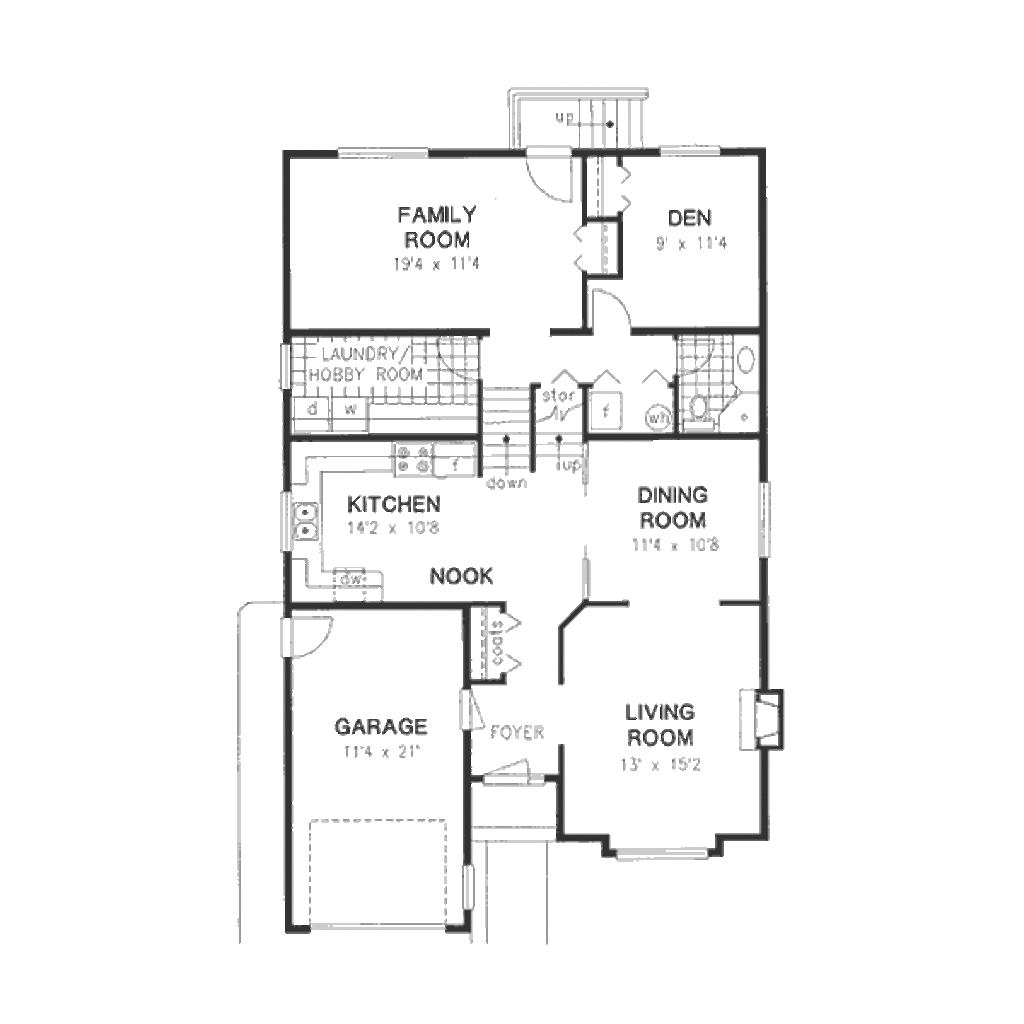 up
FAMILY
ROOM
19'4 x 11'4
DEN
9' x 11'4
LAUNDRY/
HOBBY ROOM
d
w
stor
f
wh
up
down
f
KITCHEN
14'2 x 10'8
DINING
ROOM
11'4 x 10'8
dw
NOOK
coats
GARAGE
11'4 x 21'
FOYER
LIVING
ROOM
13' x 15'2